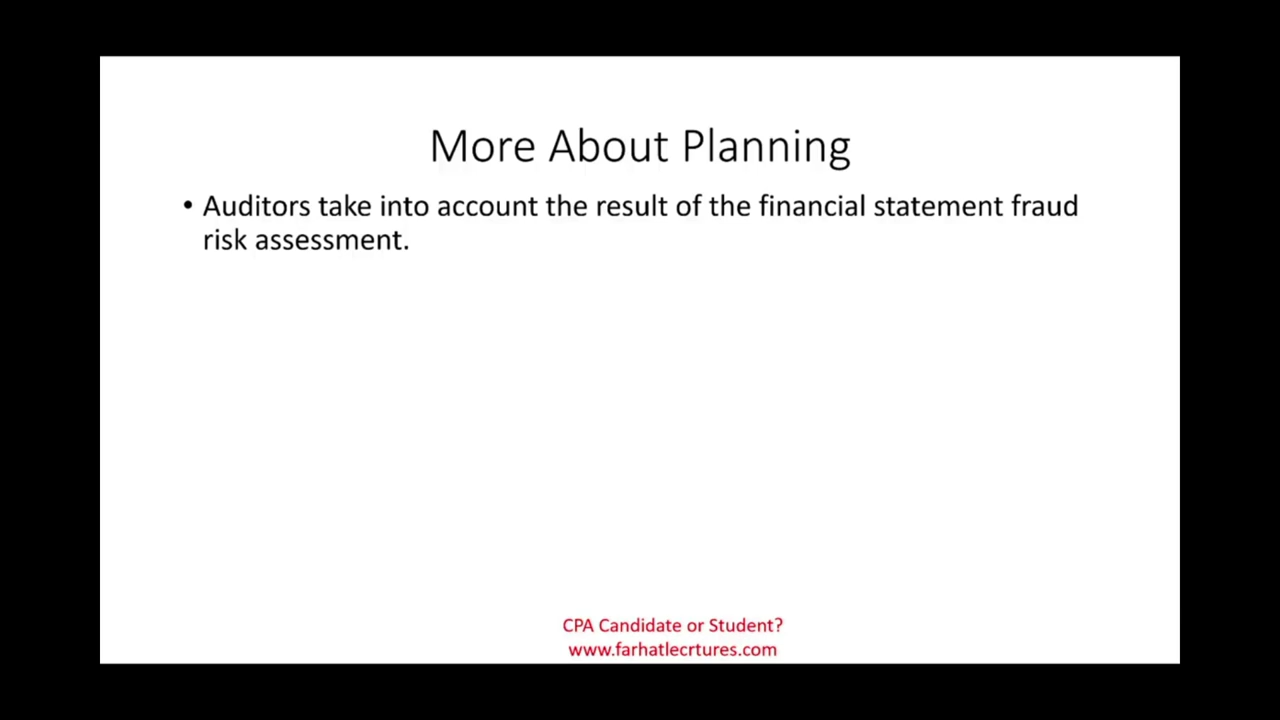 More About Planning
• Auditors take into account the result of the financial statement fraud
risk assessment.
CPA Candidate or Student?
www.farhatlecrtures.com